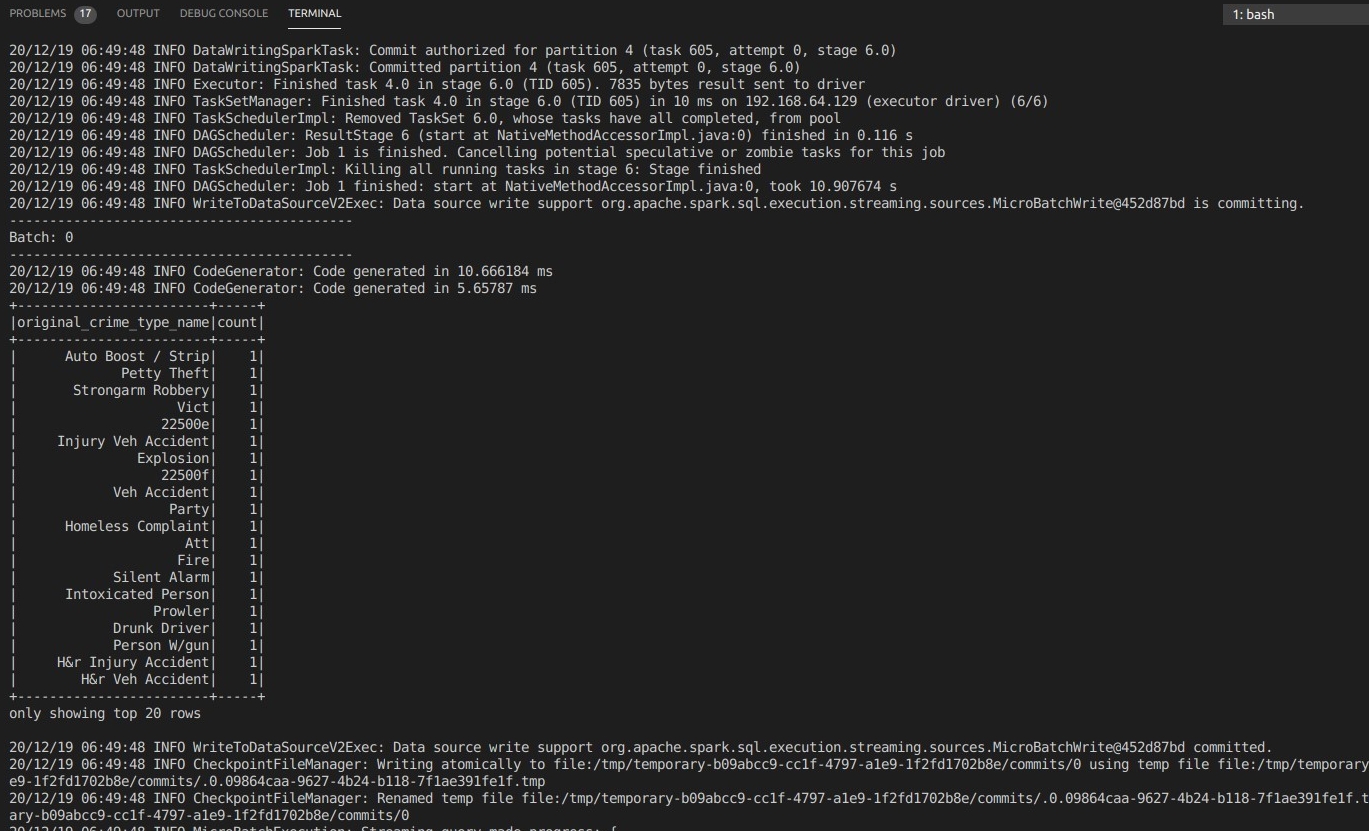 PROBLEMS 17 OUTPUT DEBUG CONSOLE TERMINAL 1: bash
20/12/19 06:49:48 INFO DataWritingSparkTask: Commit authorized for partition 4 (task 605, attempt 0, stage 6.0)
20/12/19 06:49:48 INFO DataWritingSparkTask: Committed partition 4 (task 605, attempt 0, stage 6.0)
20/12/19 06:49:48 INFO Executor: Finished task 4.0 in stage 6.0 (TID 605). 7835 bytes result sent to driver
20/12/19 06:49:48 INFO TaskSetManager: Finished task 4.0 in stage 6.0 (TID 605) in 10 ms on 192.168.64.129 (executor driver) (6/6)
20/12/19 06:49:48 INFO TaskSchedulerImpl: Removed TaskSet 6.0, whose tasks have all completed, from pool
20/12/19 06:49:48 INFO DAGScheduler: ResultStage 6 (start at NativeMethodAccessorImpl.java:0) finished in 0.116 s
20/12/19 06:49:48 INFO DAGScheduler: Job 1 is finished. Cancelling potential speculative or zombie tasks for this job
20/12/19 06:49:48 INFO TaskSchedulerImpl: Killing all running tasks in stage 6: Stage finished
20/12/19 06:49:48 INFO DAGScheduler: Job 1 finished: start at NativeMethodAccessorImpl.java:0, took 10.907674 s
20/12/19 06:49:48 INFO WriteToDataSourceV2Exec: Data source write support org.apache.spark.sql.execution.streaming.sources.MicroBatchWrite@452d87bd is committing.
-------------------------------------------
Batch: 0
-------------------------------------------
20/12/19 06:49:48 INFO CodeGenerator: Code generated in 10.666184 ms
20/12/19 06:49:48 INFO CodeGenerator: Code generated in 5.65787 ms
+------------------------+-----+
|original_crime_type_name|count|
+------------------------+-----+
|      Auto Boost / Strip|    1|
|             Petty Theft|    1|
|       Strongarm Robbery|    1|
|                    Vict|    1|
|                  22500e|    1|
|     Injury Veh Accident|    1|
|               Explosion|    1|
|                  22500f|    1|
|            Veh Accident|    1|
|                   Party|    1|
|      Homeless Complaint|    1|
|                     Att|    1|
|                    Fire|    1|
|            Silent Alarm|    1|
|      Intoxicated Person|    1|
|                 Prowler|    1|
|            Drunk Driver|    1|
|            Person W/gun|    1|
|     H&r Injury Accident|    1|
|        H&r Veh Accident|    1|
+------------------------+-----+
only showing top 20 rows
20/12/19 06:49:48 INFO WriteToDataSourceV2Exec: Data source write support org.apache.spark.sql.execution.streaming.sources.MicroBatchWrite@452d87bd committed.
20/12/19 06:49:48 INFO CheckpointFileManager: Writing atomically to file:/tmp/temporary-b09abcc9-cc1f-4797-a1e9-1f2fd1702b8e/commits/0 using temp file file:/tmp/temporary
e9-1f2fd1702b8e/commits/.0.09864caa-9627-4b24-b118-7f1ae391fe1f.tmp
20/12/19 06:49:48 INFO CheckpointFileManager: Renamed temp file file:/tmp/temporary-b09abcc9-cc1f-4797-a1e9-1f2fd1702b8e/commits/.0.09864caa-9627-4b24-b118-7f1ae391fe1f.t
ary-b09abcc9-cc1f-4797-a1e9-1f2fd1702b8e/commits/0
20/12/19 06:49:48 INFO MicroBatchExecution: Streaming query made progress: {